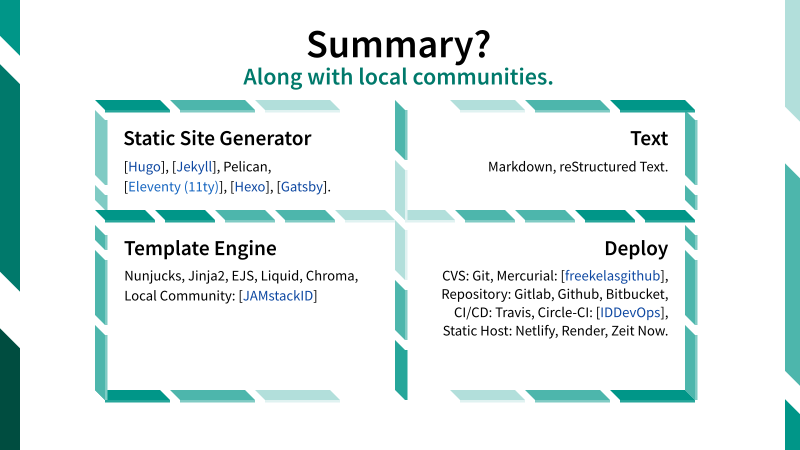 Summary?
Along with local communities.
Static Site Generator
[Hugo], [Jekyll], Pelican,
[Eleventy (11ty)], [Hexo], [Gatsby].
Text
Markdown, reStructured Text.
Template Engine
Nunjucks, Jinja2, EJS, Liquid, Chroma,
Local Community: [JAMstackID]
Deploy
CVS: Git, Mercurial: [freekelasgithub],
Repository: Gitlab, Github, Bitbucket,
CI/CD: Travis, Circle-CI: [IDDevOps],
Static Host: Netlify, Render, Zeit Now.